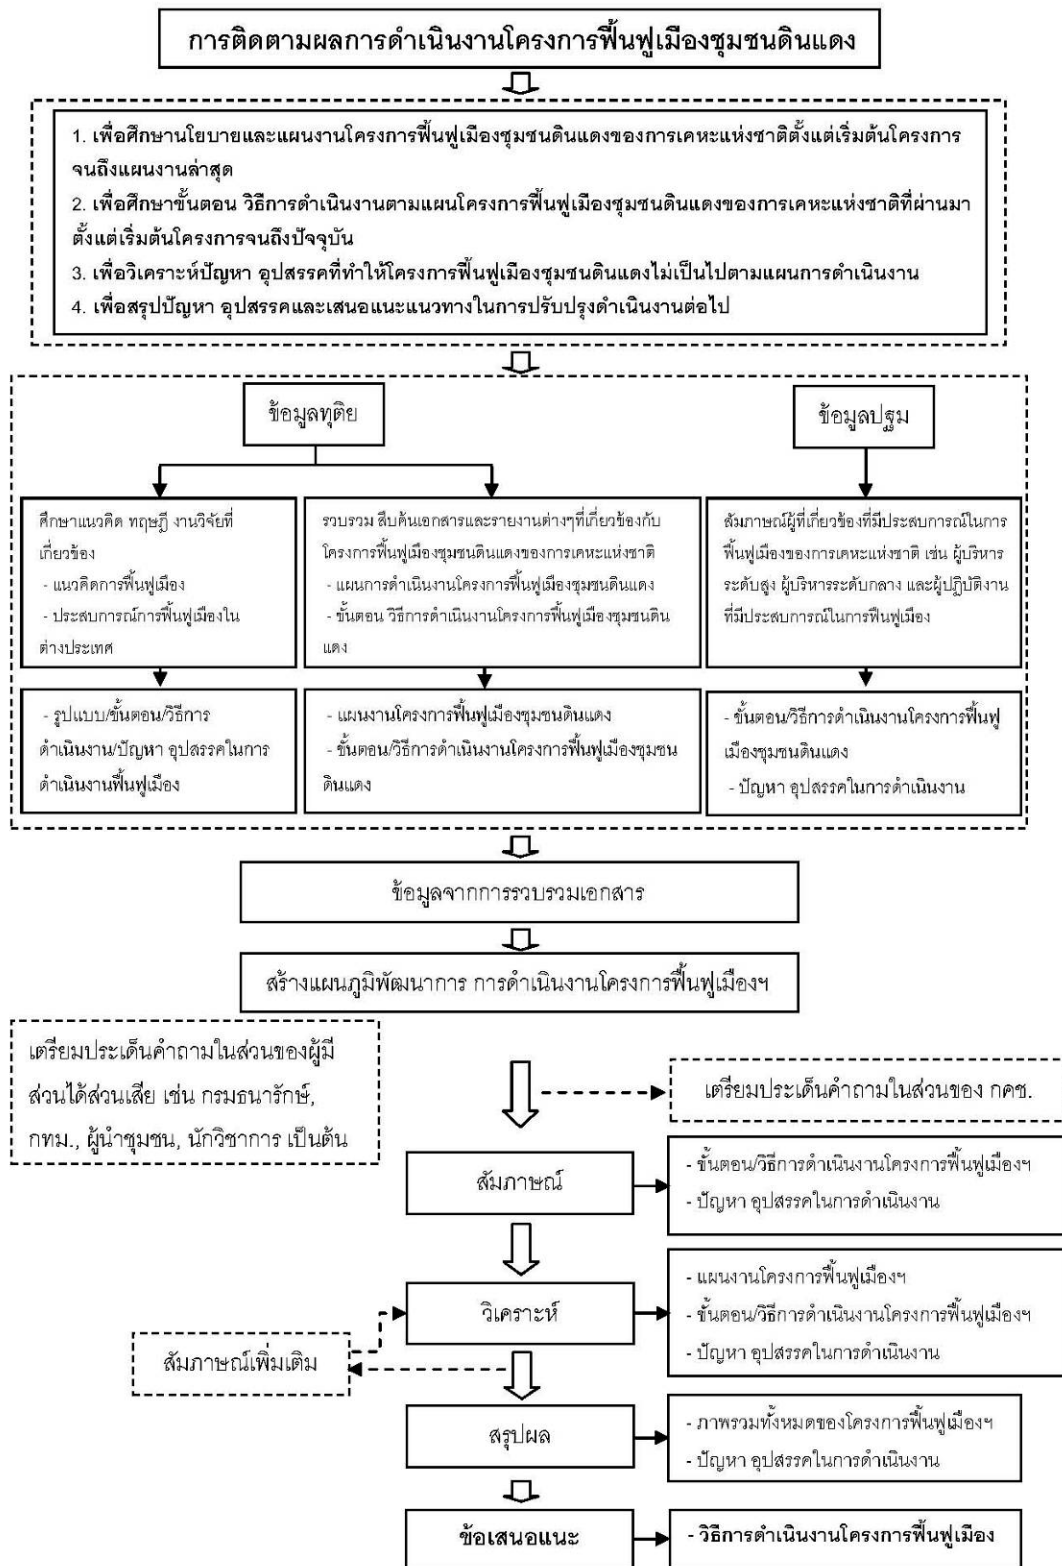 การติดตามผลการดำเนินงานโครงการฟื้นฟูเมืองชุมชนดินแดง
1. เพื่อศึกษานโยบายและแผนงานโครงการฟื้นฟูเมืองชุมชนดินแดงของการเคหะแห่งชาติตั้งแต่เริ่มต้นโครงการ
จนถึงแผนงานล่าสุด
2. เพื่อศึกษาขั้นตอน วิธีการดำเนินงานตามแผนโครงการฟื้นฟูเมืองชุมชนดินแดงของการเคหะแห่งชาติที่ผ่านมา
ตั้งแต่เริ่มต้นโครงการจนถึงปัจจุบัน
3. เพื่อวิเคราะห์ปัญหา อุปสรรคที่ทำให้โครงการฟื้นฟูเมืองชุมชนดินแดงไม่เป็นไปตามแผนการดำเนินงาน
4. เพื่อสรุปปัญหา อุปสรรคและเสนอแนะแนวทางในการปรับปรุงดำเนินงานต่อไป
ข้อมูลทุติย
ข้อมูลปฐม
ศึกษาแนวคิด ทฤษฎี งานวิจัยที่
เกี่ยวข้อง
- แนวคิดการฟื้นฟูเมือง
- ประสบการณ์การฟื้นฟูเมืองใน
ต่างประเทศ
รวบรวม สืบค้นเอกสารและรายงานต่างๆที่เกี่ยวข้องกับ
โครงการฟื้นฟูเมืองชุมชนดินแดงของการเคหะแห่งชาติ
- แผนการดำเนินงานโครงการฟื้นฟูเมืองชุมชนดินแดง
- ขั้นตอน วิธีการดำเนินงานโครงการฟื้นฟูเมืองชุมชนดิน
แดง
สัมภาษณ์ผู้ที่เกี่ยวข้องที่มีประสบการณ์ในการ
ฟื้นฟูเมืองของการเคหะแห่งชาติ เช่น ผู้บริหาร
ระดับสูง ผู้บริหารระดับกลาง และผู้ปฏิบัติงาน
ที่มีประสบการณ์ในการฟื้นฟูเมือง
- รูปแบบ/ขั้นตอน/วิธีการ
ดำเนินงาน/ปัญหา อุปสรรคในการ
ดำเนินงานฟื้นฟูเมือง
- แผนงานโครงการฟื้นฟูเมืองชุมชนดินแดง
- ขั้นตอน/วิธีการดำเนินงานโครงการฟื้นฟูเมืองชุมชน
ดินแดง
- ขั้นตอน/วิธีการดำเนินงานโครงการฟื้นฟู
เมืองชุมชนดินแดง
- ปัญหา อุปสรรคในการดำเนินงาน
ข้อมูลจากการรวบรวมเอกสาร
สร้างแผนภูมิพัฒนาการ การดำเนินงานโครงการฟื้นฟูเมืองฯ
เตรียมประเด็นคำถามในส่วนของผู้มี
ส่วนได้ส่วนเสีย เช่น กรมธนารักษ์,
กทม., ผู้นำชุมชน, นักวิชาการ เป็นต้น
เตรียมประเด็นคำถามในส่วนของ กคช.
สัมภาษณ์
- ขั้นตอน/วิธีการดำเนินงานโครงการฟื้นฟูเมืองฯ
- ปัญหา อุปสรรคในการดำเนินงาน
วิเคราะห์
- แผนงานโครงการฟื้นฟูเมืองฯ
- ขั้นตอน/วิธีการดำเนินงานโครงการฟื้นฟูเมืองฯ
- ปัญหา อุปสรรคในการดำเนินงาน
สัมภาษณ์เพิ่มเติม
สรุปผล
- ภาพรวมทั้งหมดของโครงการฟื้นฟูเมืองฯ
- ปัญหา อุปสรรคในการดำเนินงาน
ข้อเสนอแนะ
- วิธีการดำเนินงานโครงการฟื้นฟูเมือง